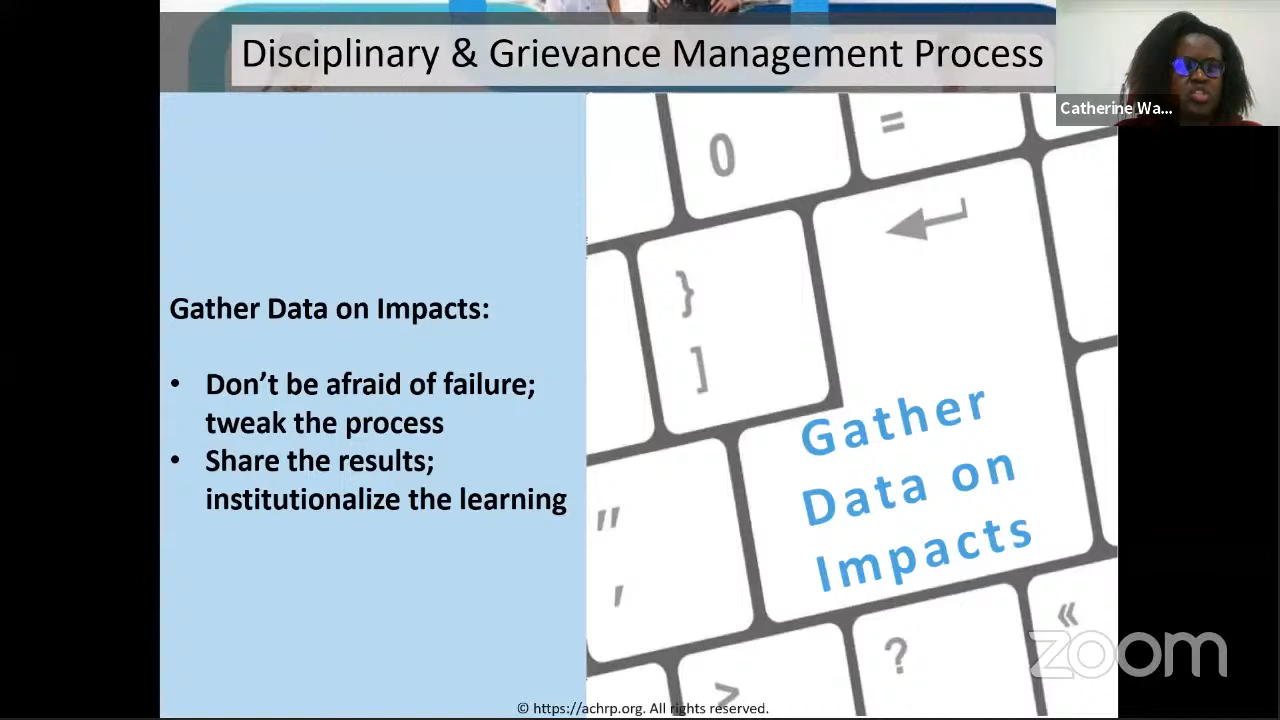 Disciplinary & Grievance Management Process
Catherine Wa...
Gather Data on Impacts:
• Don't be afraid of failure;
tweak the process
• Share the results;
institutionalize the learning
0
=
}
]
Gather
Data on
Impacts
"
'
«
?
>
zoom
© https://achrp.org. All rights reserved.